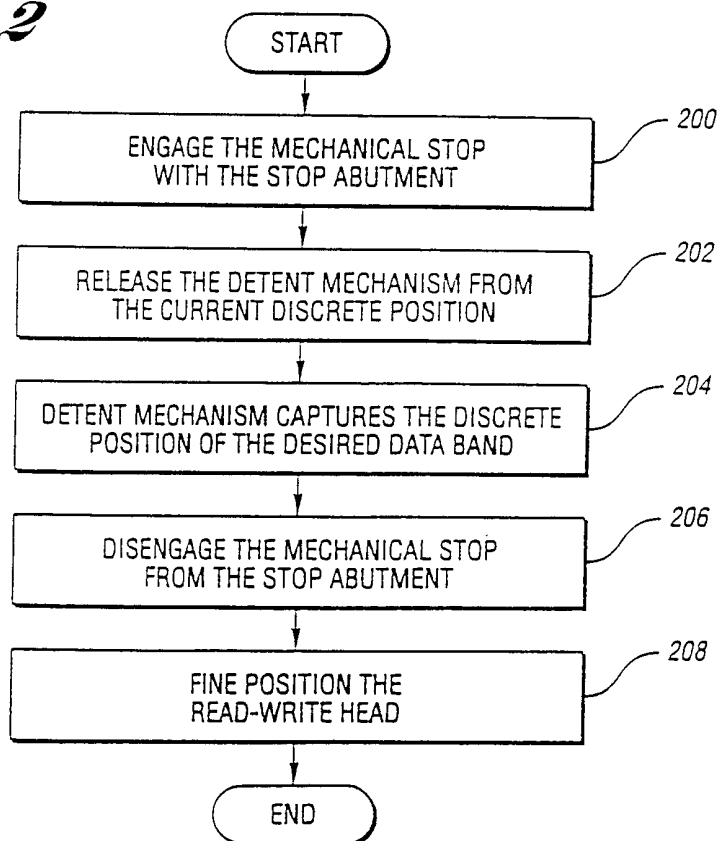 2
START
ENGAGE THE MECHANICAL STOP
WITH THE STOP ABUTMENT
200
RELEASE THE DETENT MECHANISM FROM
THE CURRENT DISCRETE POSITION
202
DETENT MECHANISM CAPTURES THE DISCRETE
POSITION OF THE DESIRED DATA BAND
204
DISENGAGE THE MECHANICAL STOP
FROM THE STOP ABUTMENT
206
FINE POSITION THE
READ-WRITE HEAD
208
END